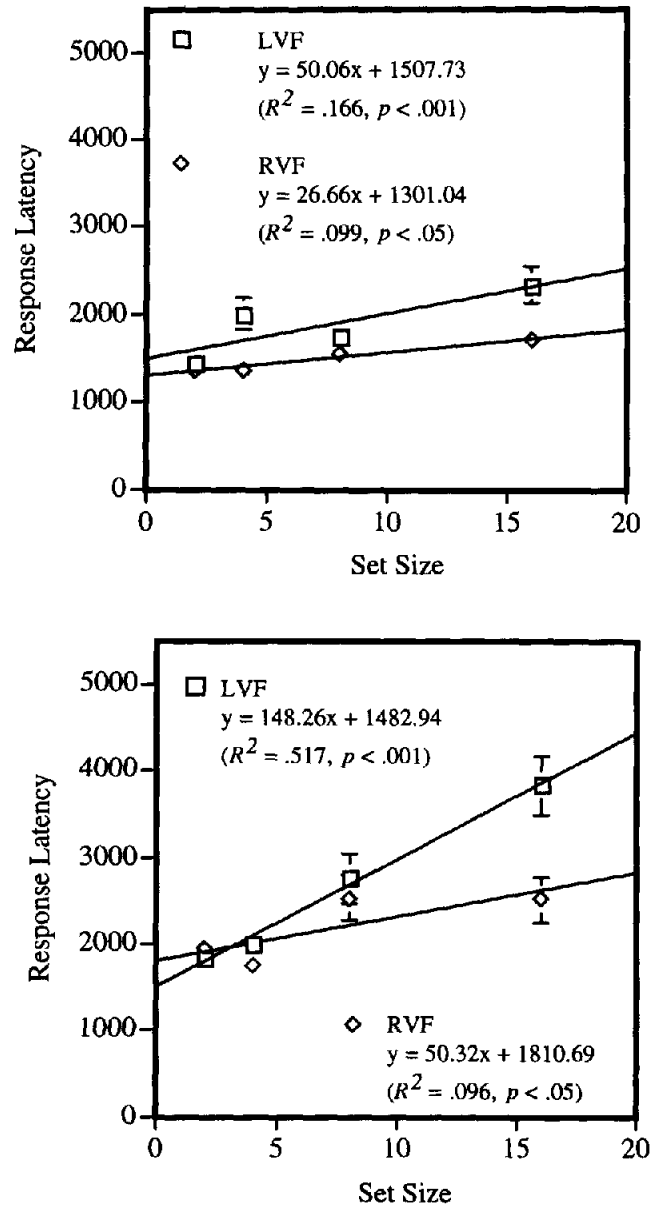 5000
4000
3000
2000
1000
0
Response Latency
LVF
y = 50.06x + 1507.73
(R² = .166, p < .001)
RVF
y = 26.66x + 1301.04
(R² = .099, p < .05)
0 5 10 15 20
Set Size
5000
4000
3000
2000
1000
0
Response Latency
LVF
y = 148.26x + 1482.94
(R² = .517, p < .001)
RVF
y = 50.32x + 1810.69
(R² = .096, p < .05)
0 5 10 15 20
Set Size